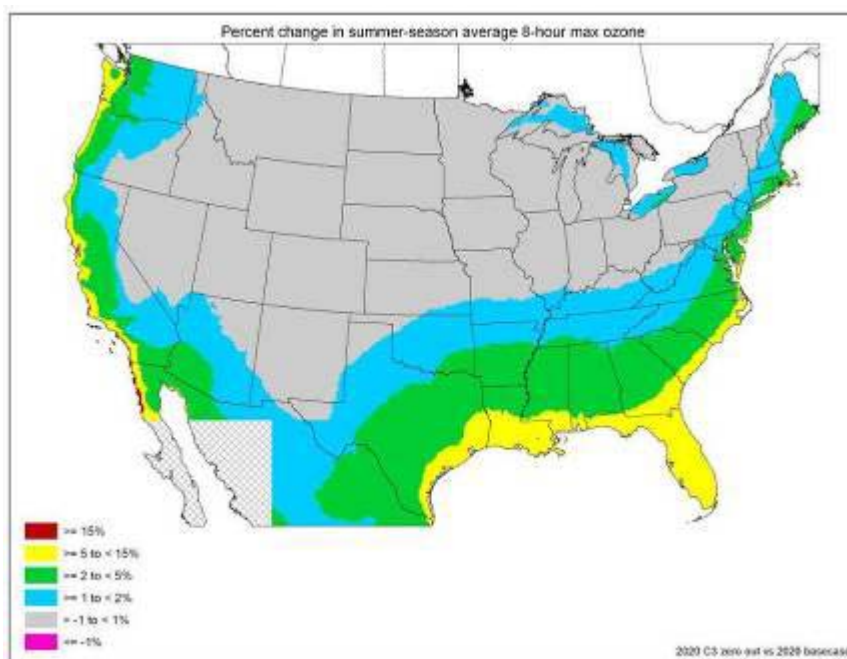 Percent change in summer-season average 8-hour max ozone
>= 15%
>= 5 to < 15%
>= 2 to < 5%
>= 1 to < 2%
> -1 to < 1%
<= -1%
2020 C3 zero out vs 2020 basecase